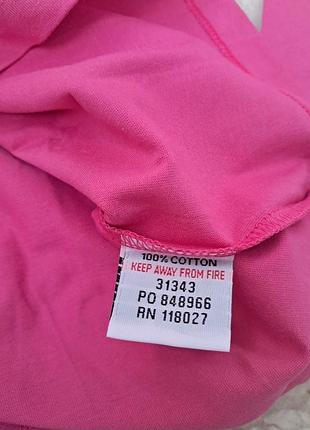 100% COTTON
KEEP AWAY FROM FIRE
31343
PO 848966
RN 118027